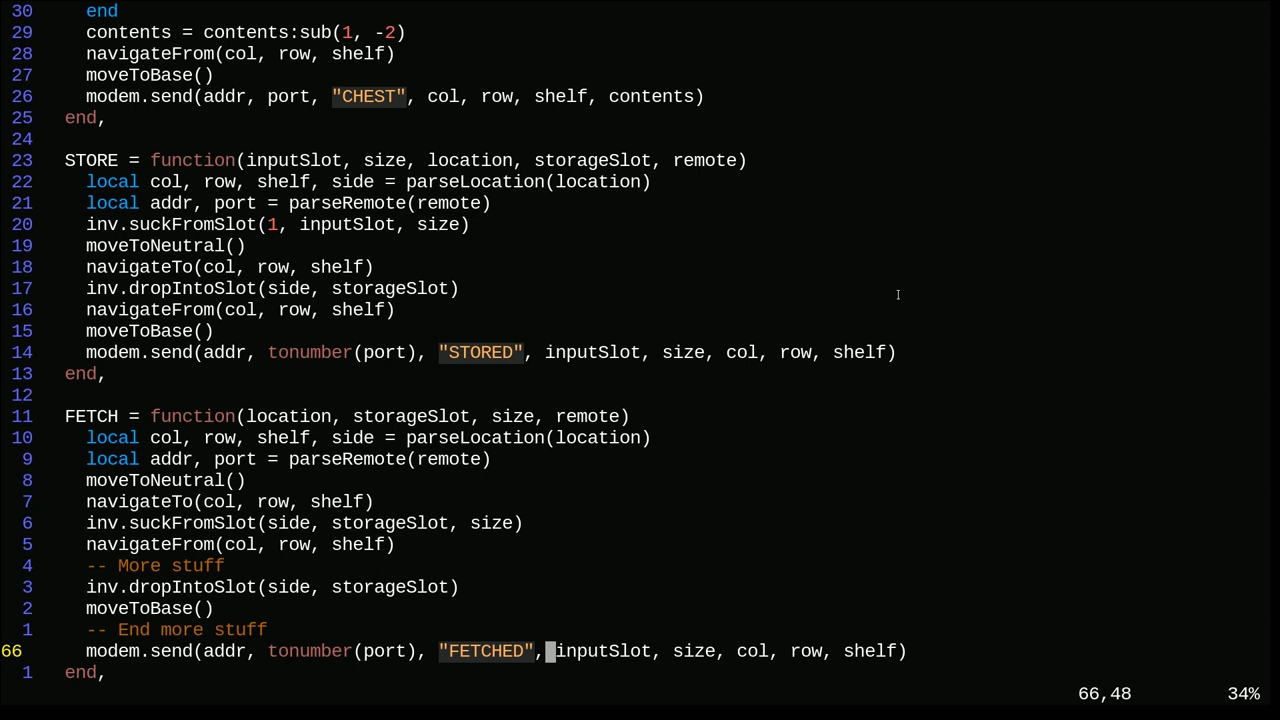 30     end
29     contents = contents:sub(1, -2)
28     navigateFrom(col, row, shelf)
27     moveToBase()
26     modem.send(addr, port, "CHEST", col, row, shelf, contents)
25   end,
24
23   STORE = function(inputSlot, size, location, storageSlot, remote)
22     local col, row, shelf, side = parseLocation(location)
21     local addr, port = parseRemote(remote)
20     inv.suckFromSlot(1, inputSlot, size)
19     moveToNeutral()
18     navigateTo(col, row, shelf)
17     inv.dropIntoSlot(side, storageSlot)
16     navigateFrom(col, row, shelf)
15     moveToBase()
14     modem.send(addr, tonumber(port), "STORED", inputSlot, size, col, row, shelf)
13   end,
12
11   FETCH = function(location, storageSlot, size, remote)
10     local col, row, shelf, side = parseLocation(location)
9     local addr, port = parseRemote(remote)
8     moveToNeutral()
7     navigateTo(col, row, shelf)
6     inv.suckFromSlot(side, storageSlot, size)
5     navigateFrom(col, row, shelf)
4     -- More stuff
3     inv.dropIntoSlot(side, storageSlot)
2     moveToBase()
1     -- End more stuff
66     modem.send(addr, tonumber(port), "FETCHED", inputSlot, size, col, row, shelf)
1   end,
66,48 34%